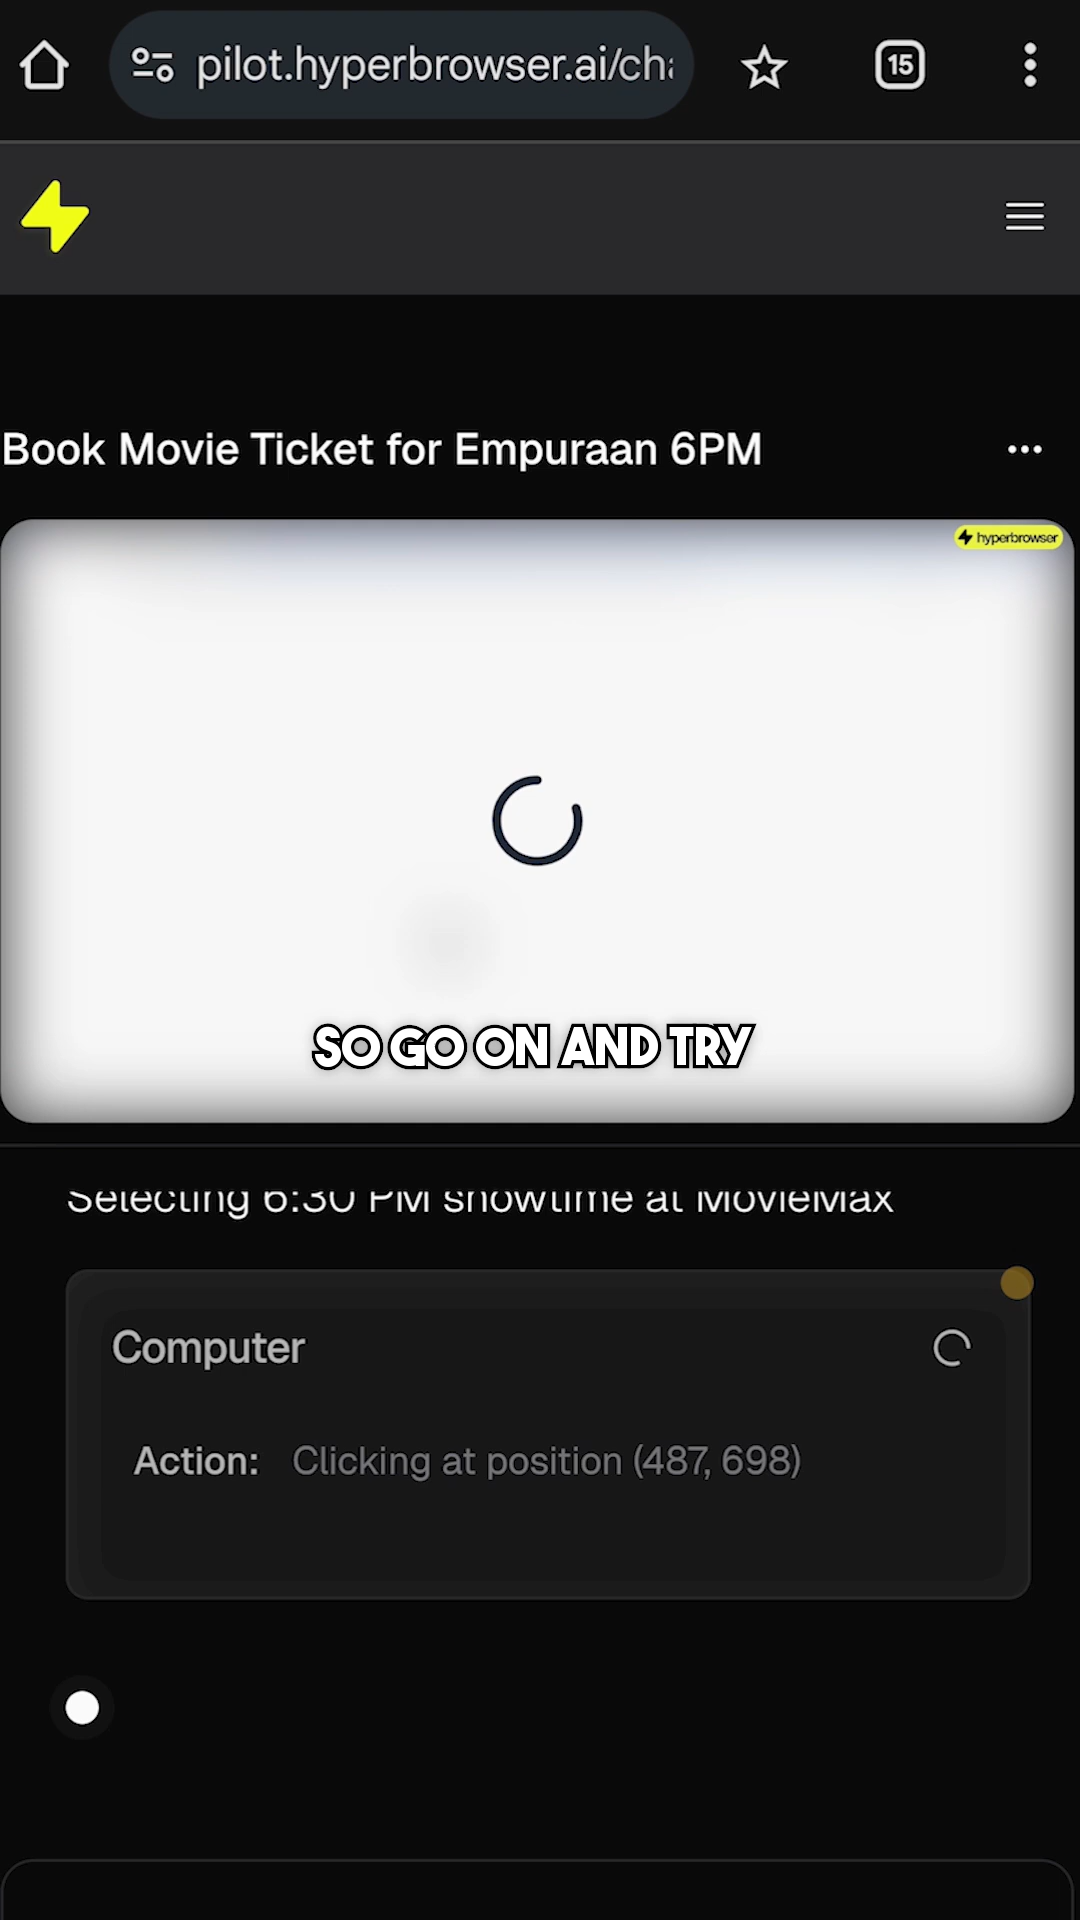 pilot.hyperbrowser.ai/cha
15
Book Movie Ticket for Empuraan 6PM
hyperbrowser
SO GO ON AND TRY
Selecting 6:30 PM showtime at MovieMax
Computer
Action: Clicking at position (487, 698)